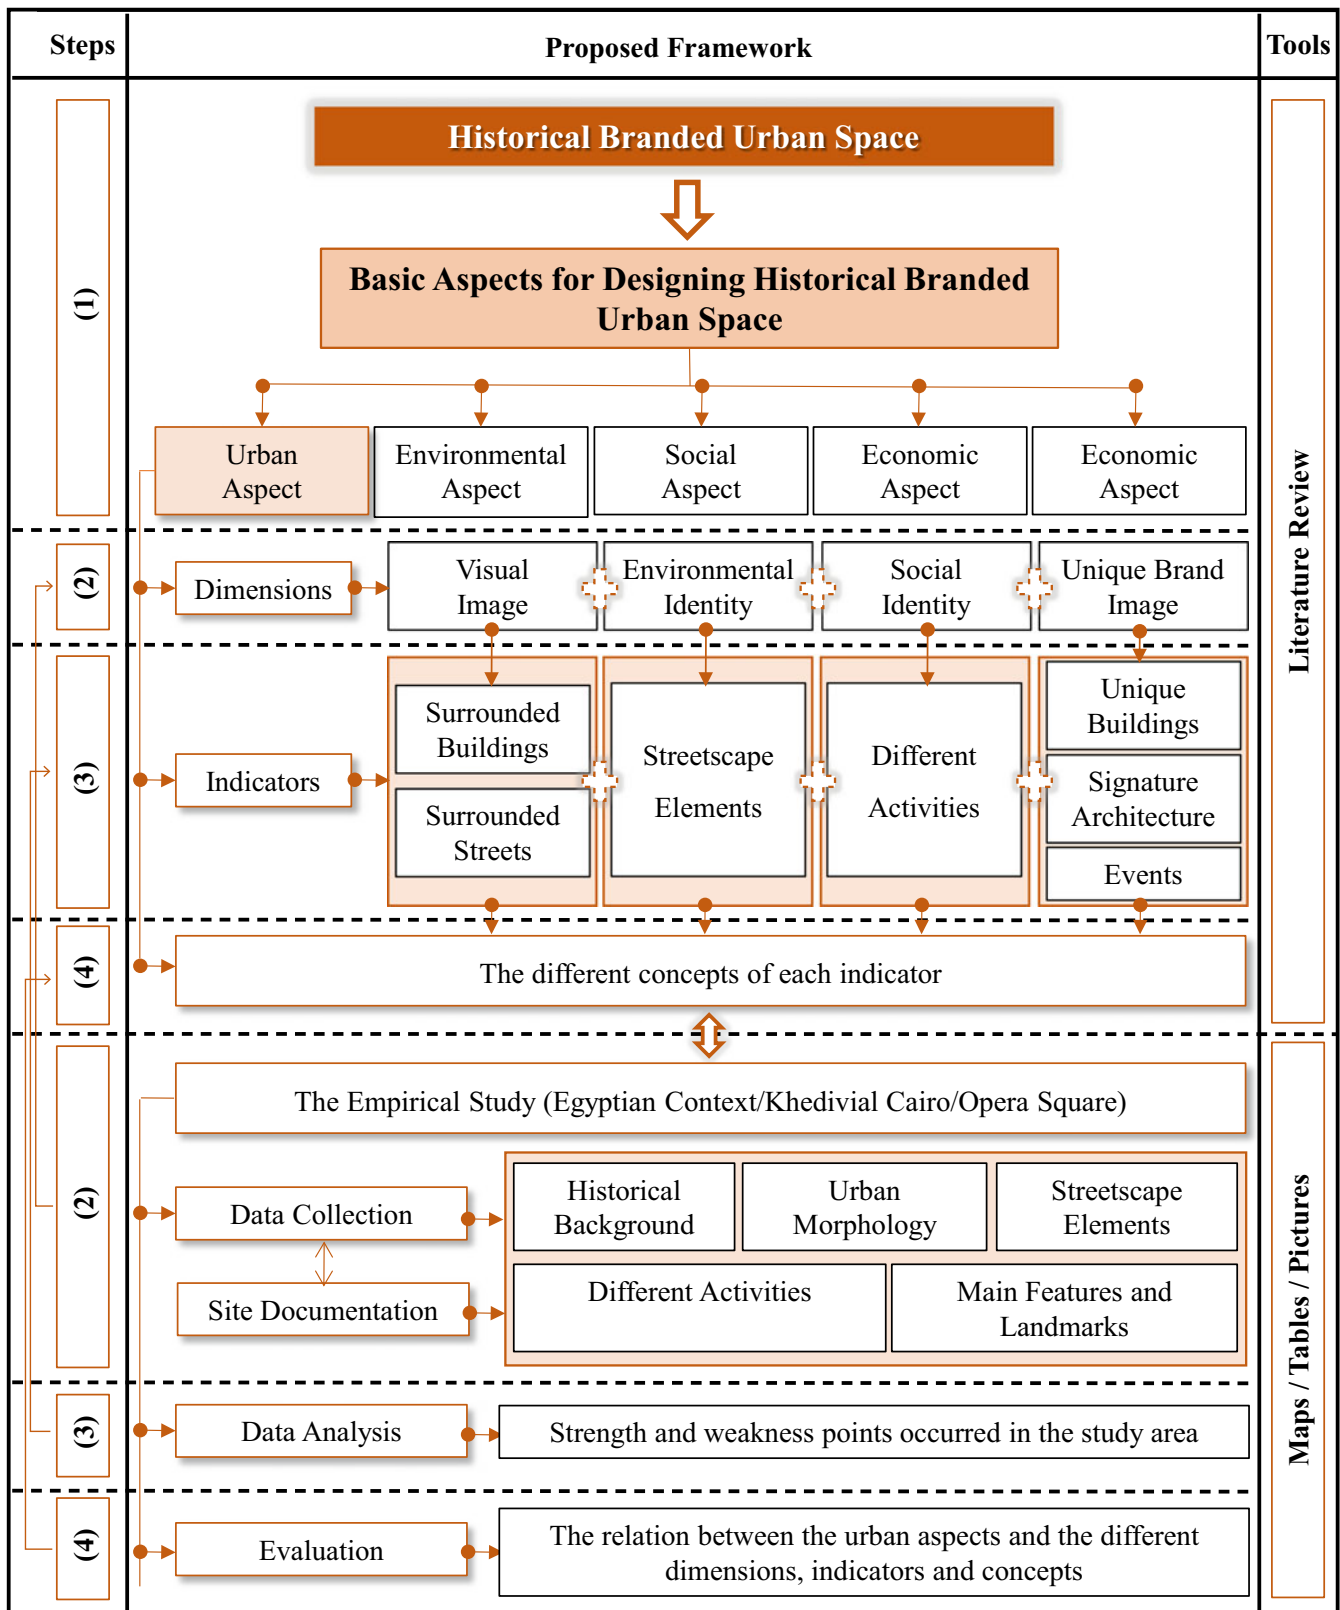 Steps
Proposed Framework
Tools
Historical Branded Urban Space
Basic Aspects for Designing Historical Branded
Urban Space
(1)
Urban
Aspect
Environmental
Aspect
Social
Aspect
Economic
Aspect
Economic
Aspect
Literature Review
(2)
Dimensions
Visual
Image
Environmental
Identity
Social
Identity
Unique Brand
Image
(3)
Indicators
Surrounded
Buildings
Surrounded
Streets
Streetscape
Elements
Different
Activities
Unique
Buildings
Signature
Architecture
Events
(4)
The different concepts of each indicator
(2)
The Empirical Study (Egyptian Context/Khedivial Cairo/Opera Square)
Data Collection
Site Documentation
Historical
Background
Urban
Morphology
Streetscape
Elements
Different Activities
Main Features and
Landmarks
Maps / Tables / Pictures
(3)
Data Analysis
Strength and weakness points occurred in the study area
(4)
Evaluation
The relation between the urban aspects and the different
dimensions, indicators and concepts